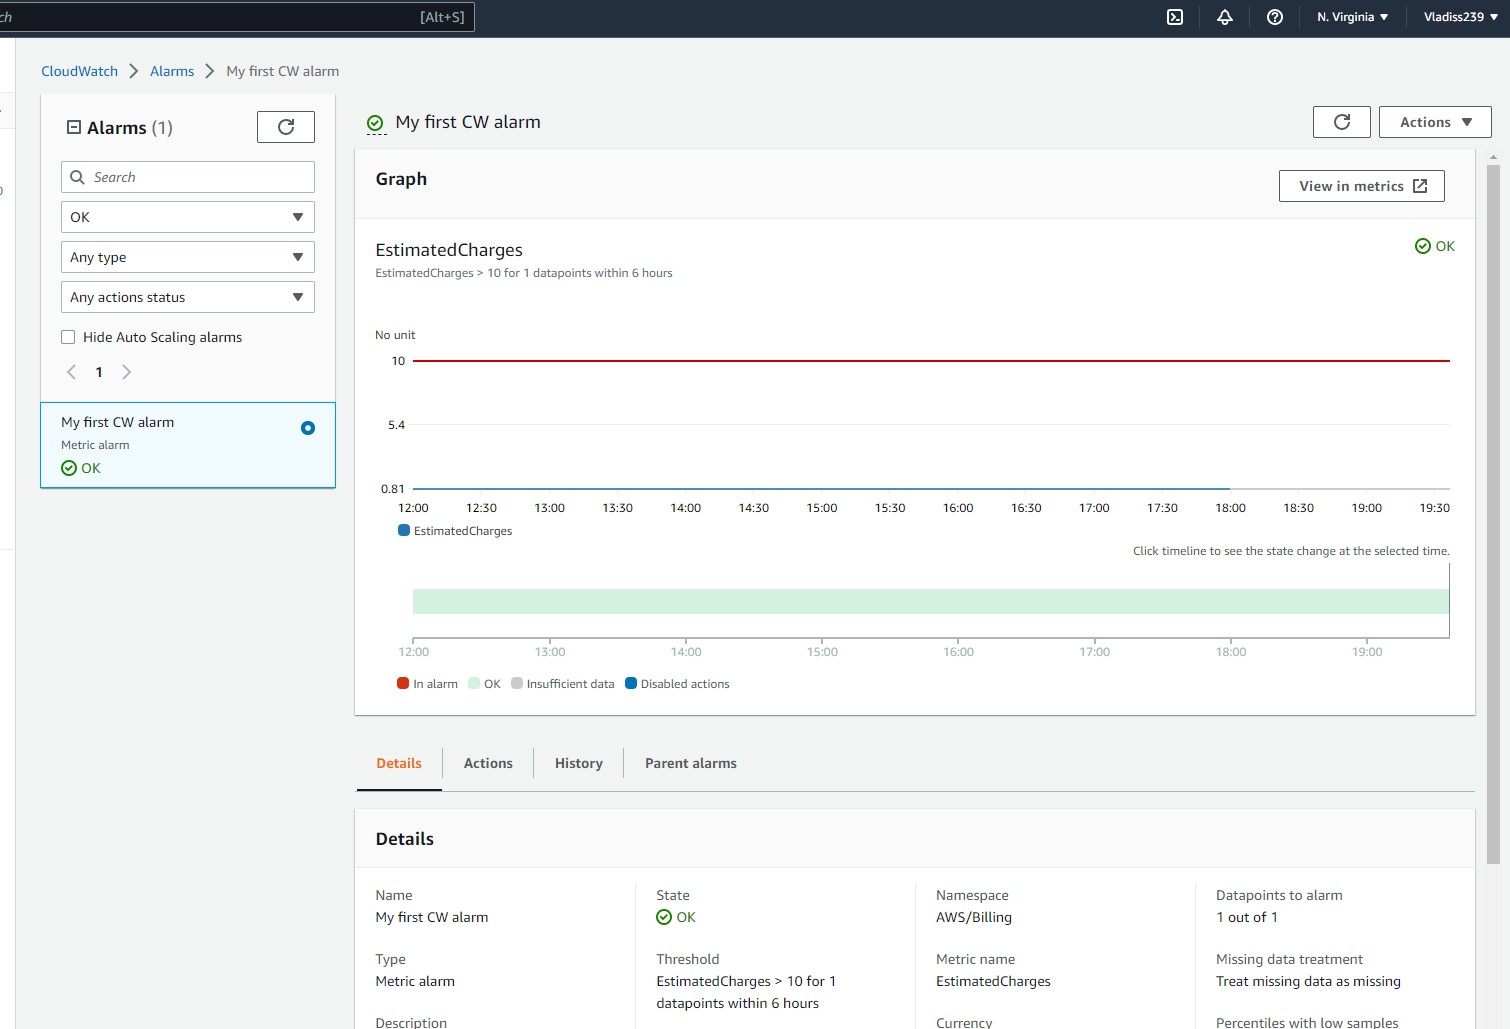 ch [Alt+S] N. Virginia Vladiss239
CloudWatch Alarms My first CW alarm
Alarms (1)
Search
OK
Any type
Any actions status
Hide Auto Scaling alarms
1
My first CW alarm
Metric alarm
OK
My first CW alarm
Actions
Graph
View in metrics
EstimatedCharges
OK
EstimatedCharges > 10 for 1 datapoints within 6 hours
No unit
10
5.4
0.81
12:00 12:30 13:00 13:30 14:00 14:30 15:00 15:30 16:00 16:30 17:00 17:30 18:00 18:30 19:00 19:30
EstimatedCharges
Click timeline to see the state change at the selected time.
12:00 13:00 14:00 15:00 16:00 17:00 18:00 19:00
In alarm OK Insufficient data Disabled actions
Details Actions History Parent alarms
Details
Name
My first CW alarm
Type
Metric alarm
Description
State
OK
Threshold
EstimatedCharges > 10 for 1
datapoints within 6 hours
Namespace
AWS/Billing
Metric name
EstimatedCharges
Currency
Datapoints to alarm
1 out of 1
Missing data treatment
Treat missing data as missing
Percentiles with low samples